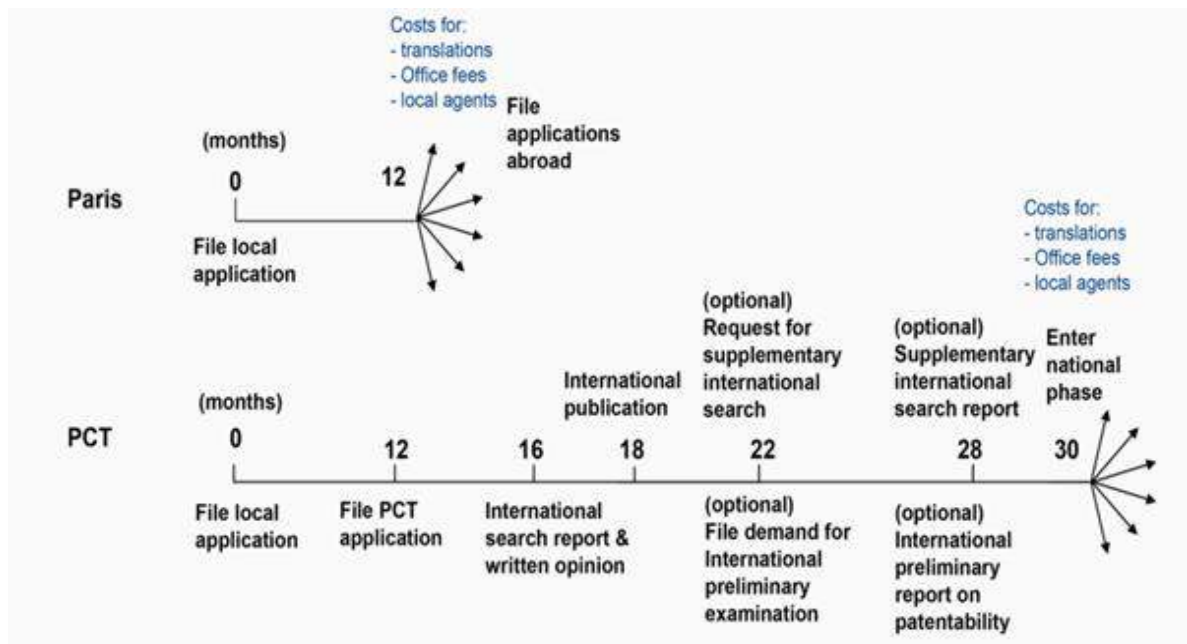 Costs for:
- translations
- Office fees
- local agents
File
applications
abroad
(months)
0
12
Paris
File local
application
Costs for:
- translations
- Office fees
- local agents
(optional)
Request for
supplementary
international
search
(optional)
Supplementary
international
search report
Enter
national
phase
International
publication
(months)
PCT
0
12
16
18
22
28
30
File local
application
File PCT
application
International
search report &
written opinion
(optional)
File demand for
International
preliminary
examination
(optional)
International
preliminary
report on
patentability